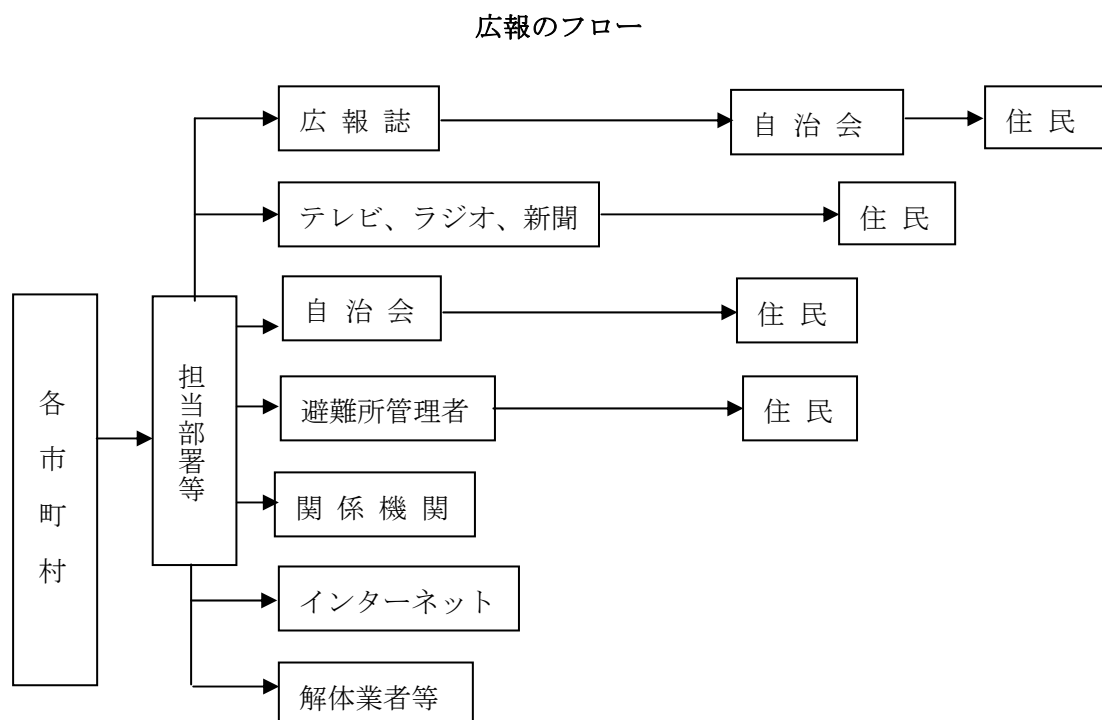 広報のフロー
広 報 誌
自 治 会
住 民
テレビ、ラジオ、新聞
住 民
自 治 会
住 民
各市町村
担当部署等
避難所管理者
住 民
関 係 機 関
インターネット
解体業者等